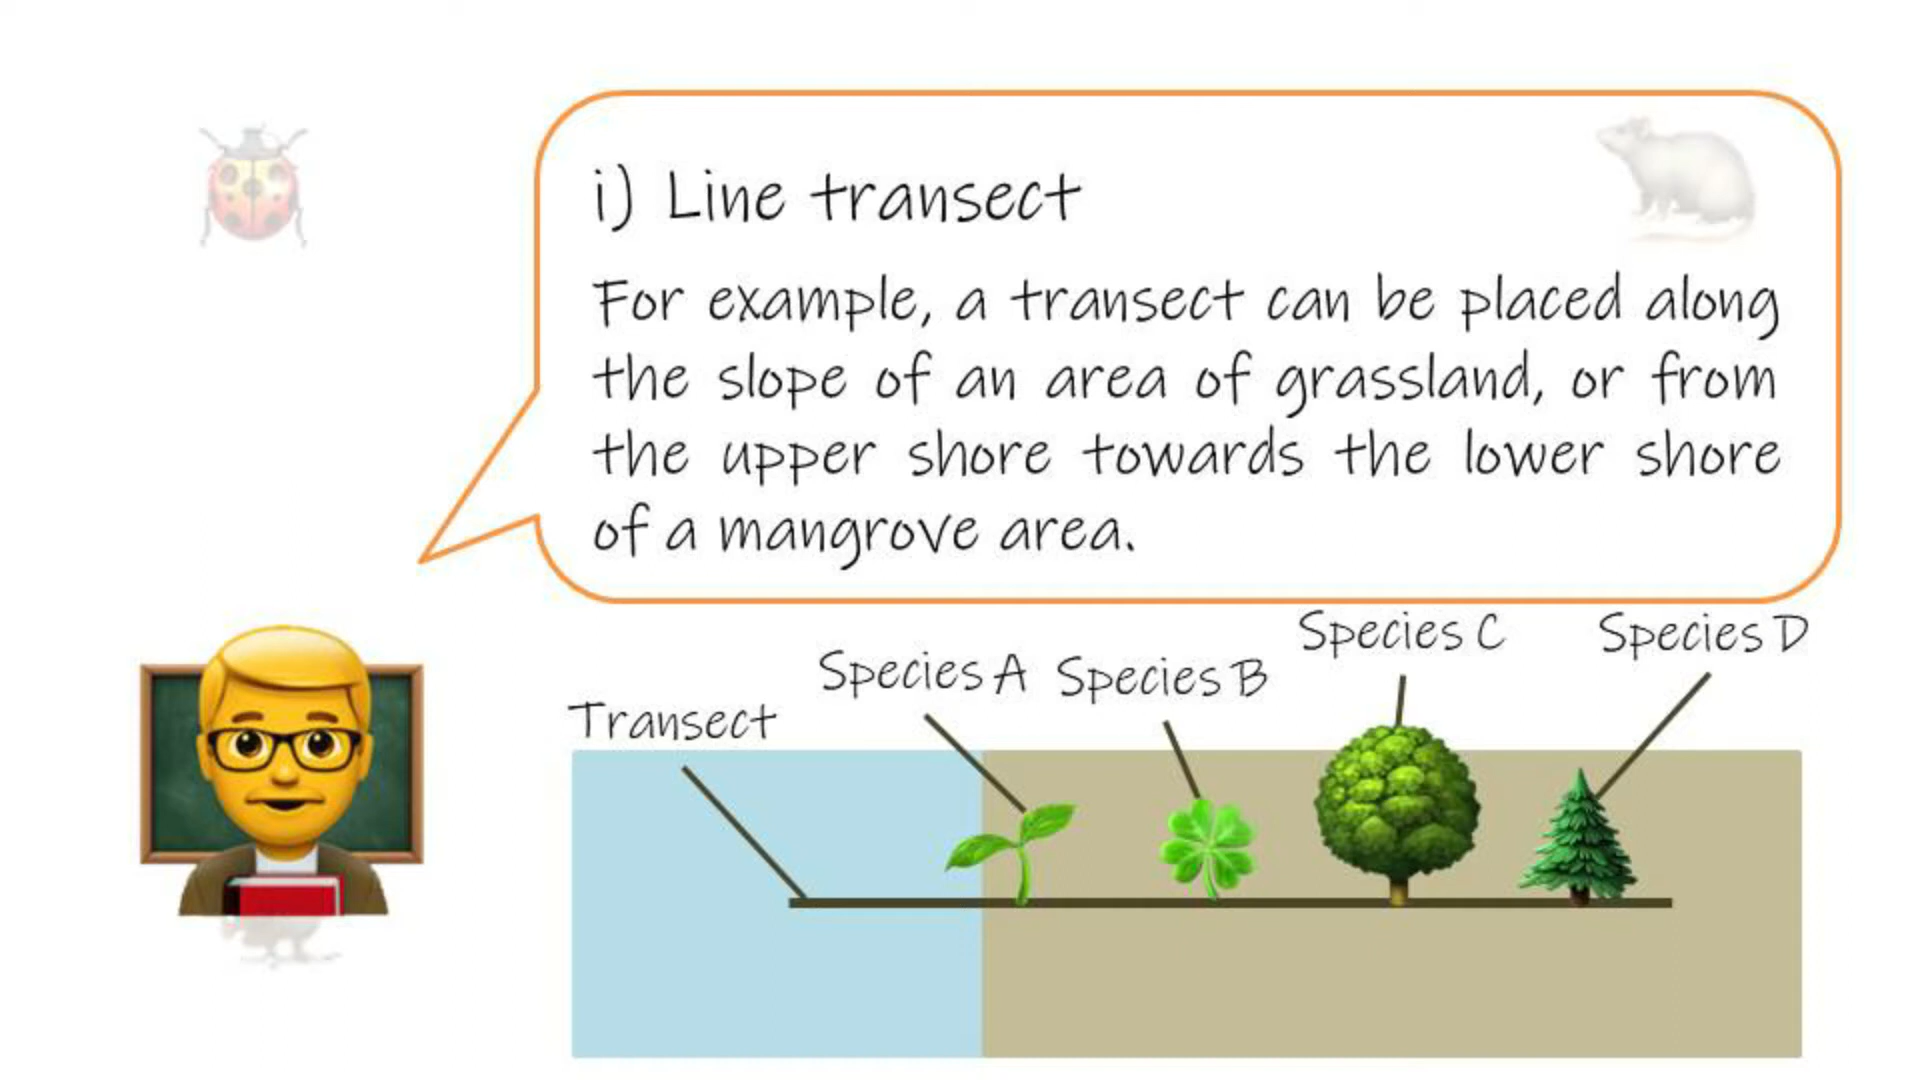 i) Line transect
For example, a transect can be placed along
the slope of an area of grassland, or from
the upper shore towards the lower shore
of a mangrove area.
Species C
Species D
Species A
Species B
Transect